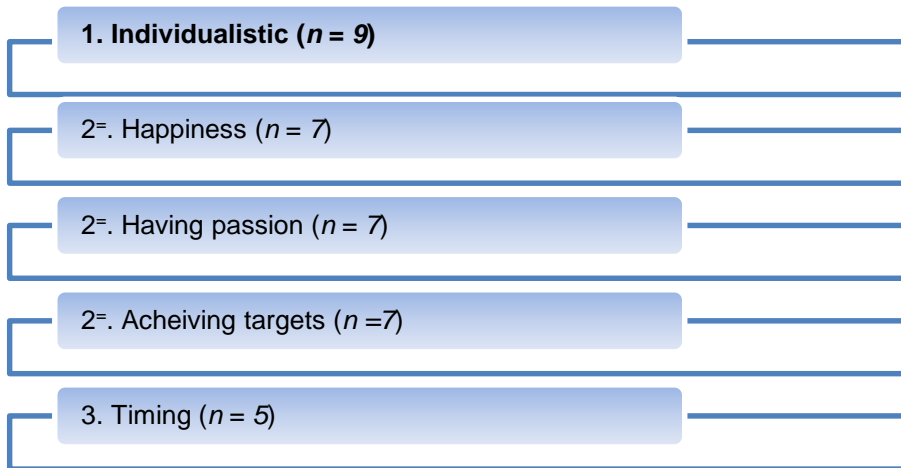 1. Individualistic (n = 9)
2⁼. Happiness (n = 7)
2⁼. Having passion (n = 7)
2⁼. Acheiving targets (n =7)
3. Timing (n = 5)